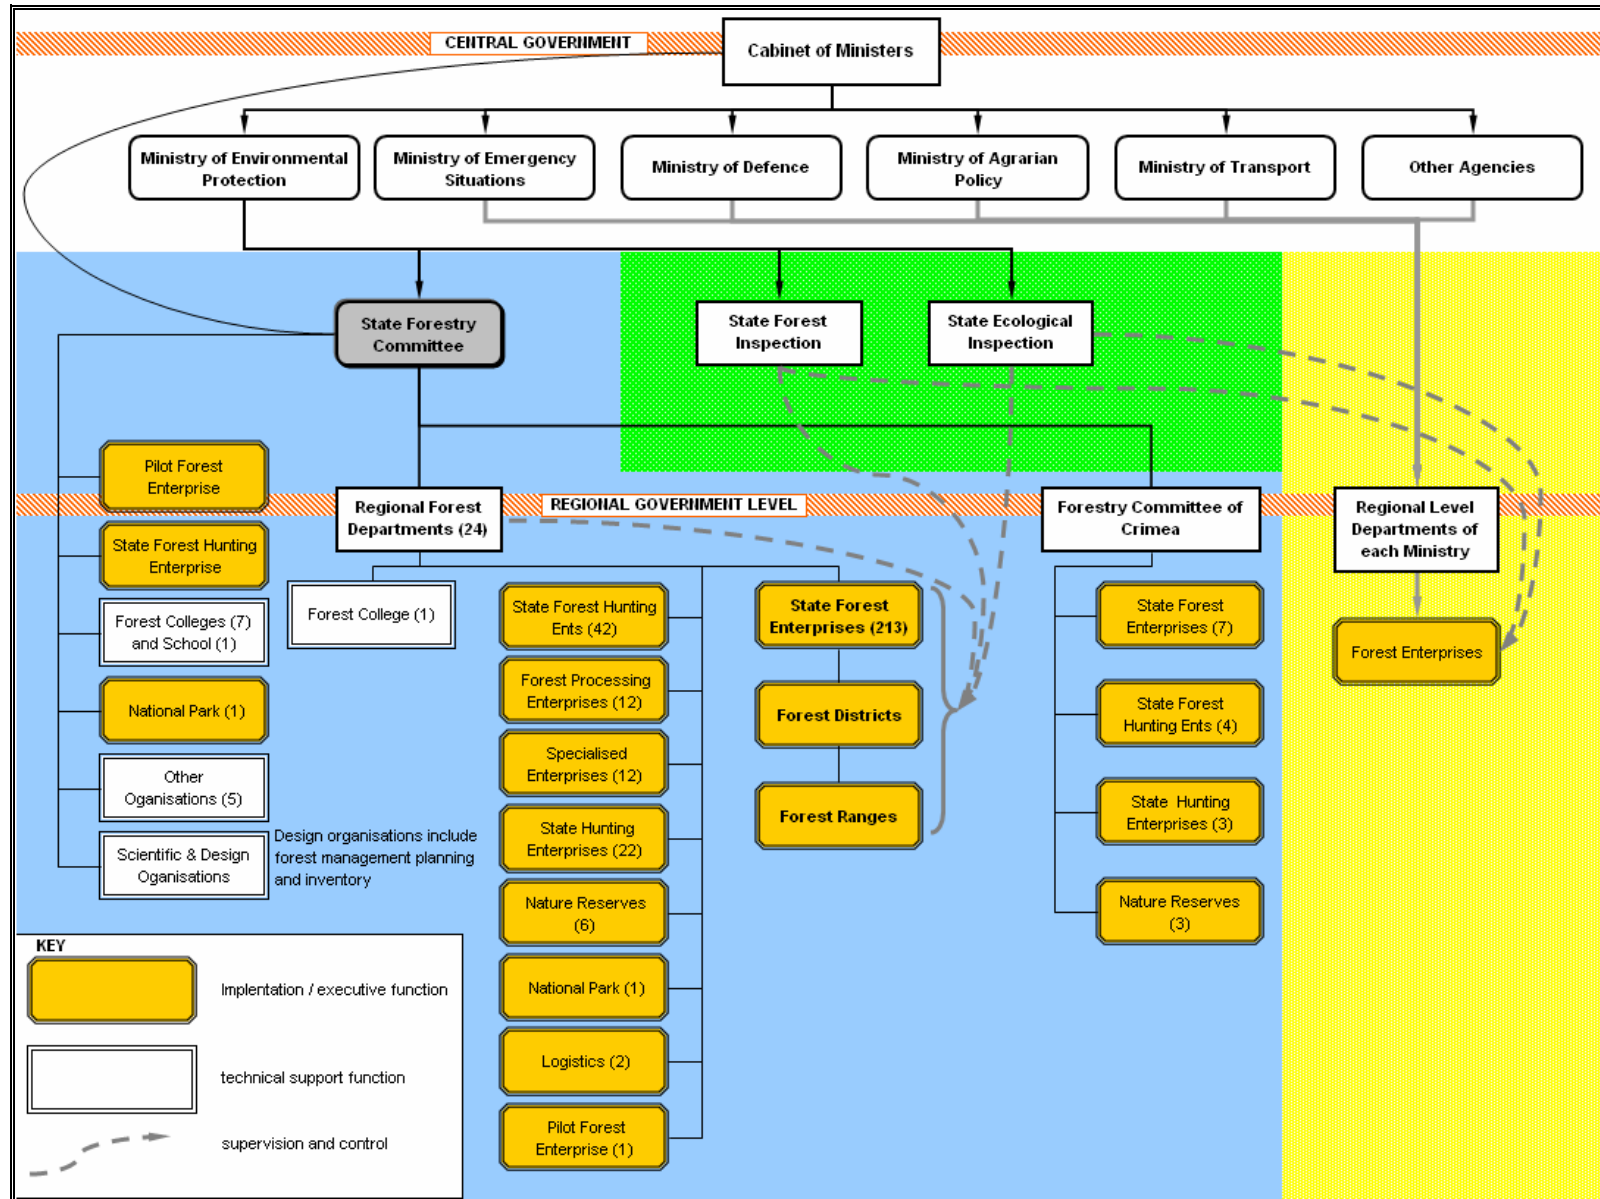 CENTRAL GOVERNMENT
Cabinet of Ministers
Ministry of Environmental
Protection
Ministry of Emergency
Situations
Ministry of Defence
Ministry of Agrarian
Policy
Ministry of Transport
Other Agencies
State Forestry
Committee
State Forest
Inspection
State Ecological
Inspection
Pilot Forest
Enterprise
State Forest Hunting
Enterprise
Forest Colleges (7)
and School (1)
National Park (1)
Other
Oganisations (5)
Scientific & Design
Oganisations
Design organisations include
forest management planning
and inventory
REGIONAL GOVERNMENT LEVEL
Regional Forest
Departments (24)
Forest College (1)
State Forest Hunting
Ents (42)
Forest Processing
Enterprises (12)
Specialised
Enterprises (12)
State Hunting
Enterprises (22)
Nature Reserves
(6)
National Park (1)
Logistics (2)
Pilot Forest
Enterprise (1)
State Forest
Enterprises (213)
Forest Districts
Forest Ranges
Forestry Committee of
Crimea
State Forest
Enterprises (7)
State Forest
Hunting Ents (4)
State Hunting
Enterprises (3)
Nature Reserves
(3)
Regional Level
Departments of
each Ministry
Forest Enterprises
KEY
Implentation / executive function
technical support function
supervision and control